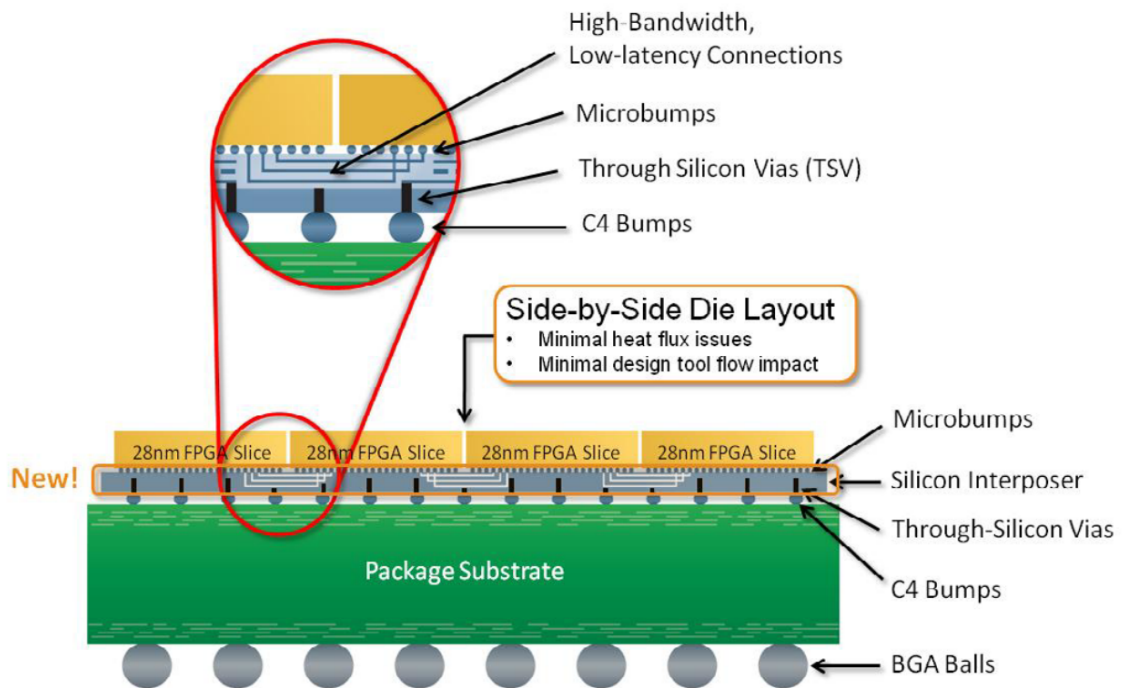 High-Bandwidth,
Low-latency Connections
Microbumps
Through Silicon Vias (TSV)
C4 Bumps
Side-by-Side Die Layout
• Minimal heat flux issues
• Minimal design tool flow impact
Microbumps
28nm FPGA Slice 28nm FPGA Slice 28nm FPGA Slice 28nm FPGA Slice
New!
Silicon Interposer
Through-Silicon Vias
Package Substrate
C4 Bumps
BGA Balls